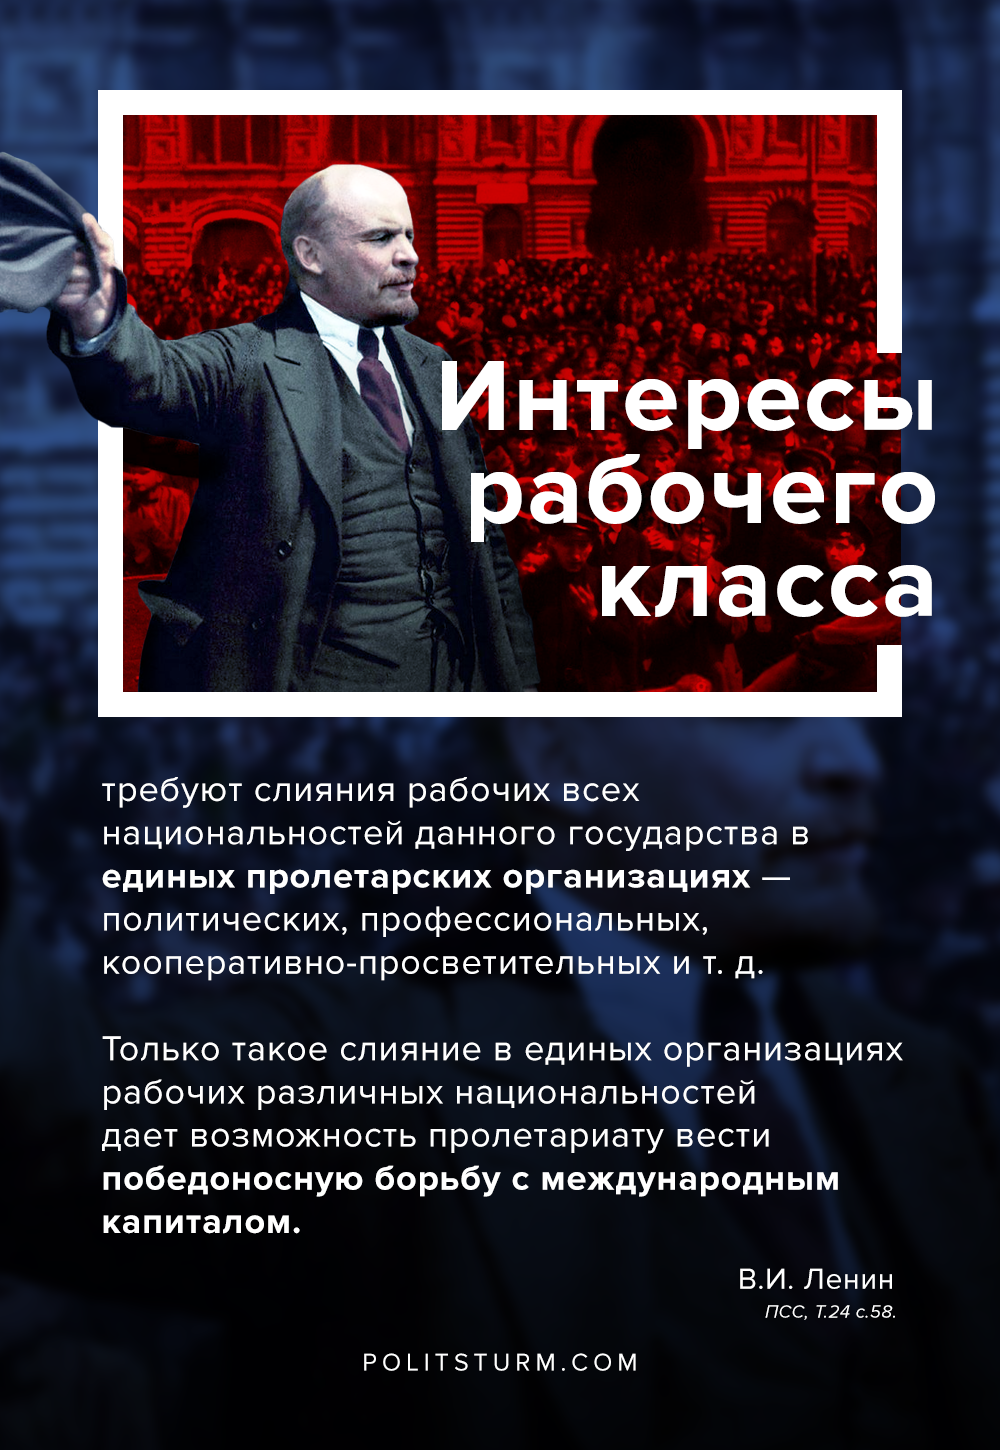 Интересы
рабочего
класса
требуют слияния рабочих всех
национальностей данного государства в
единых пролетарских организациях —
политических, профессиональных,
кооперативно-просветительных и т. д.
Только такое слияние в единых организациях
рабочих различных национальностей
дает возможность пролетариату вести
победоносную борьбу с международным
капиталом.
В.И. Ленин
ПСС, Т.24 с.58.
POLITSTURM.COM